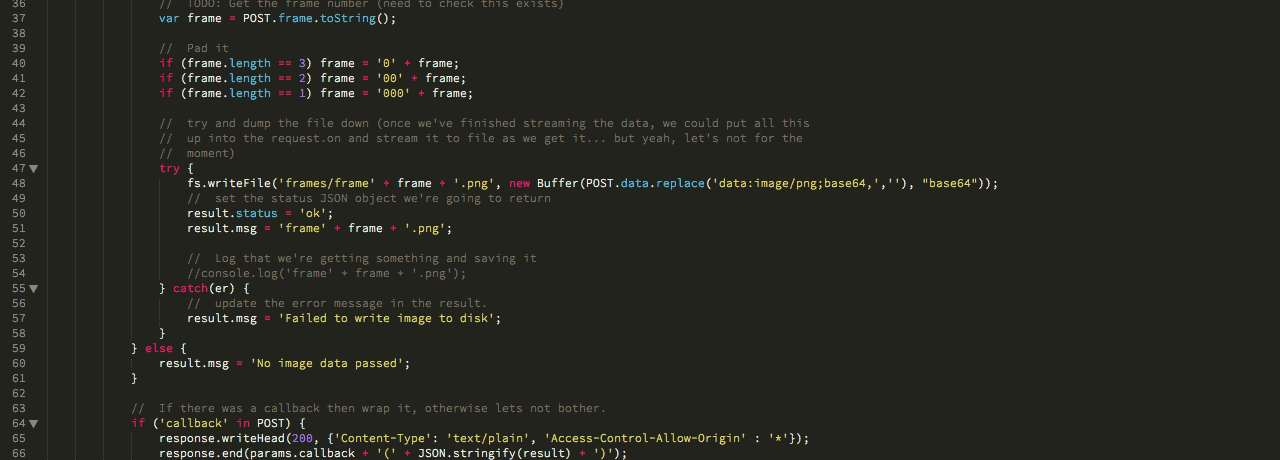 36 // TODO: Get the frame number (need to check this exists)
37 var frame = POST.frame.toString();
38
39 // Pad it
40 if (frame.length == 3) frame = '0' + frame;
41 if (frame.length == 2) frame = '00' + frame;
42 if (frame.length == 1) frame = '000' + frame;
43
44 // try and dump the file down (once we've finished streaming the data, we could put all this
45 // up into the request.on and stream it to file as we get it... but yeah, let's not for the
46 // moment)
47 try {
48 fs.writeFile('frames/frame' + frame + '.png', new Buffer(POST.data.replace('data:image/png;base64,',''), "base64"));
49 // set the status JSON object we're going to return
50 result.status = 'ok';
51 result.msg = 'frame' + frame + '.png';
52
53 // Log that we're getting something and saving it
54 //console.log('frame' + frame + '.png');
55 } catch(er) {
56 // update the error message in the result.
57 result.msg = 'Failed to write image to disk';
58 }
59 } else {
60 result.msg = 'No image data passed';
61 }
62
63 // If there was a callback then wrap it, otherwise lets not bother.
64 if ('callback' in POST) {
65 response.writeHead(200, {'Content-Type': 'text/plain', 'Access-Control-Allow-Origin' : '*'});
66 response.end(params.callback + '(' + JSON.stringify(result) + ')');